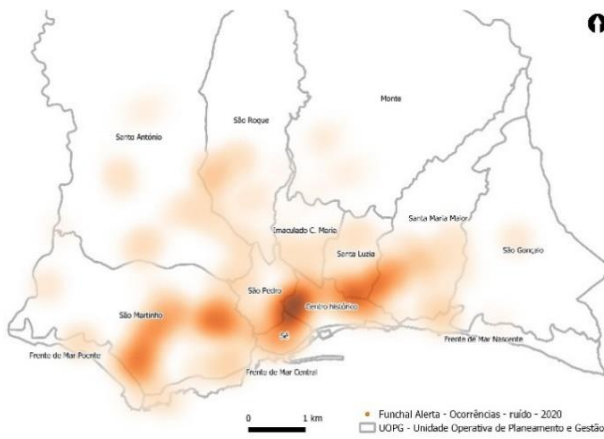 Monte
São Roque
Santo António
Santa Maria Maior
Imaculado C. Maria
Santa Luzia
São Gonçalo
São Pedro
Centro histórico
São Martinho
Sé
Frente de Mar Nascente
Frente de Mar Poente
Frente de Mar Central
0 1 km
Funchal Alerta - Ocorrências - ruído - 2020
UOPG - Unidade Operativa de Planeamento e Gestão